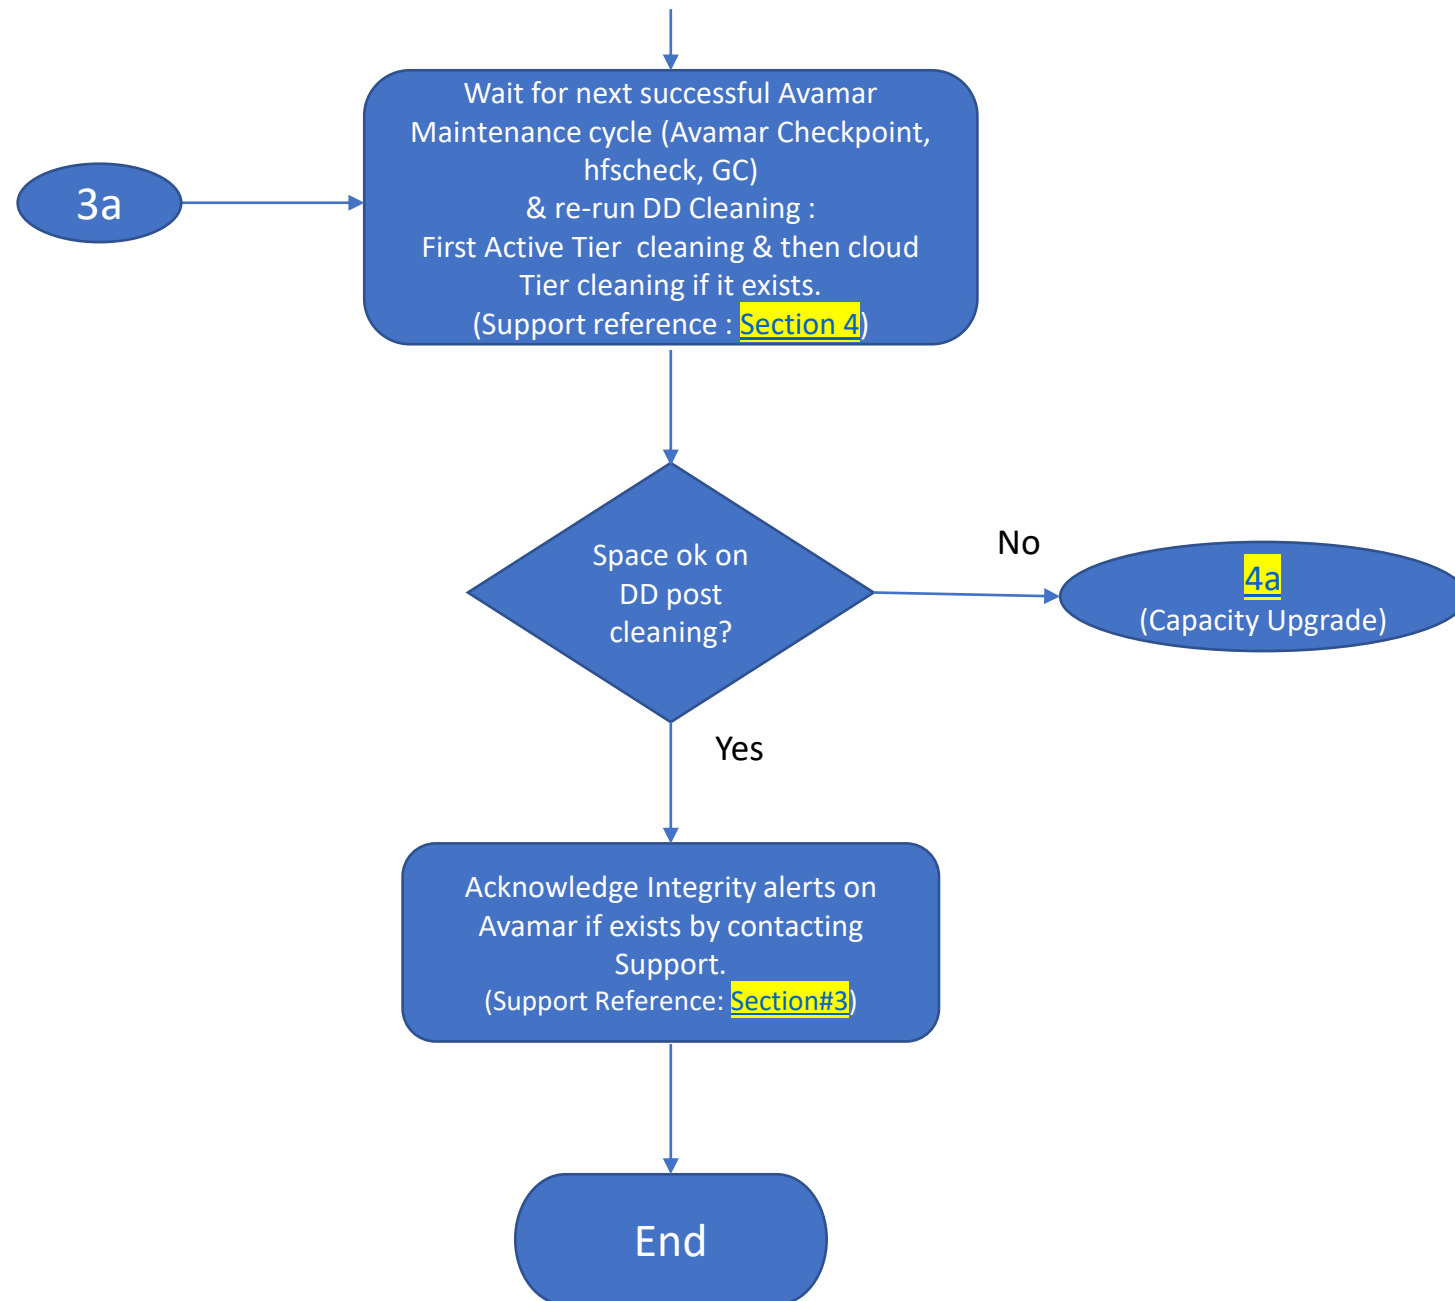 Wait for next successful Avamar
Maintenance cycle (Avamar Checkpoint,
hfscheck, GC)
& re-run DD Cleaning :
First Active Tier  cleaning & then cloud
Tier cleaning if it exists.
(Support reference : Section 4)
3a
Space ok on
DD post
cleaning?
No
4a
(Capacity Upgrade)
Yes
Acknowledge Integrity alerts on
Avamar if exists by contacting
Support.
(Support Reference: Section#3)
End